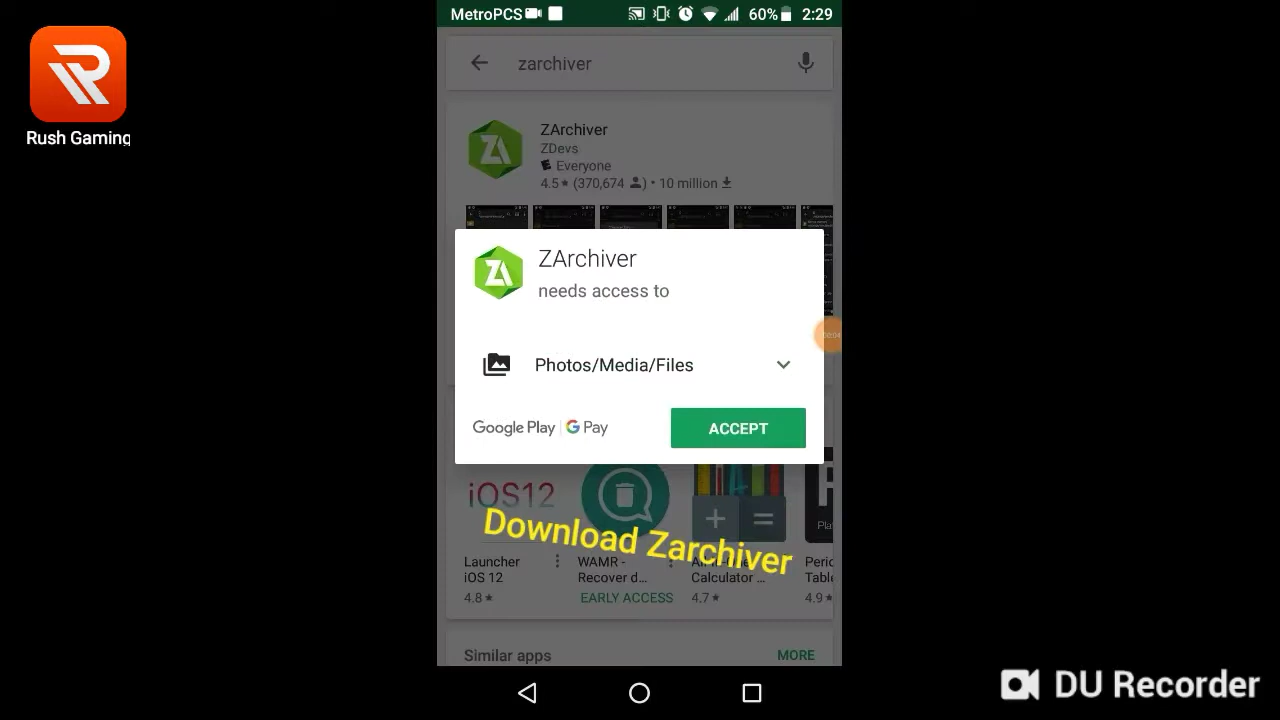 MetroPCS
60%
2:29
Rush Gaming
zarchiver
ZArchiver
ZDevs
Everyone
4.5★ (370,674) • 10 million
ZArchiver
needs access to
Photos/Media/Files
Google Play | G Pay
ACCEPT
iOS12
Download Zarchiver
Launcher
iOS 12
4.8★
WAMR -
Recover d...
EARLY ACCESS
Calculator ...
4.7★
Table
4.9★
Similar apps
MORE
DU Recorder